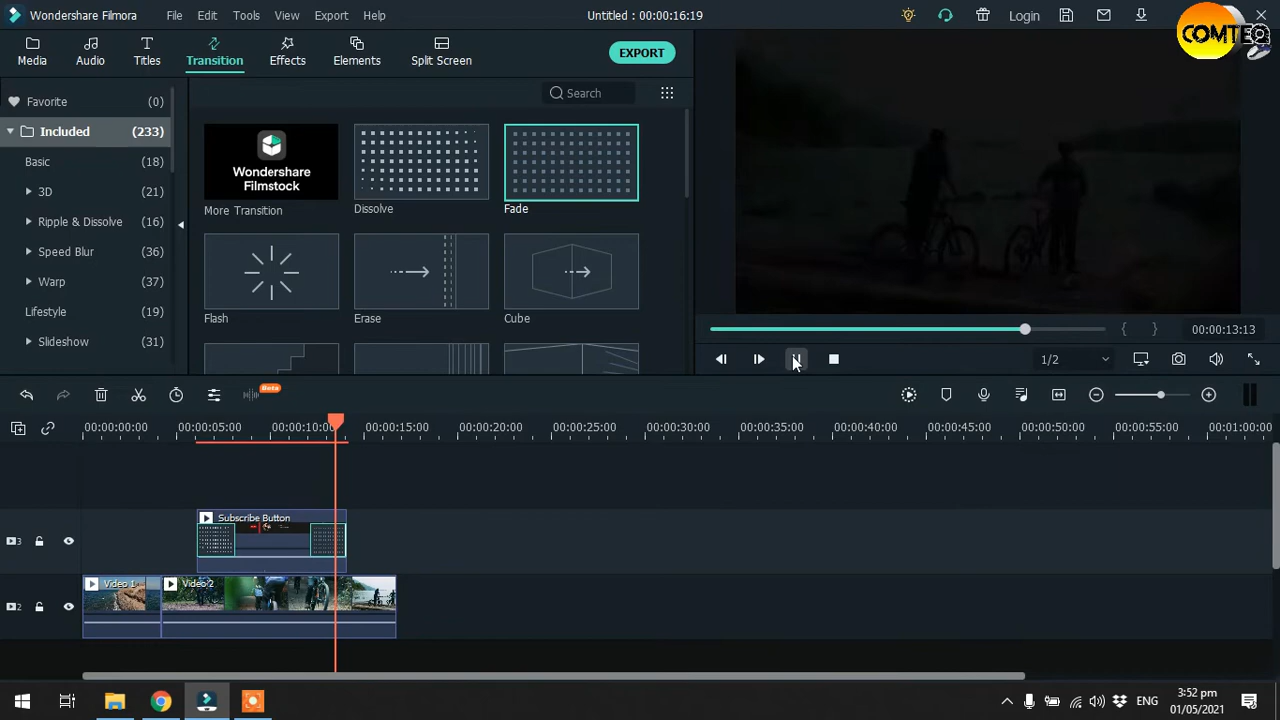 Wondershare Filmora
File
Edit
Tools
View
Export
Help
Untitled : 00:00:16:19
Login
COMTEQ
Media
Audio
Titles
Transition
Effects
Elements
Split Screen
EXPORT
Favorite (0)
Search
Included (233)
Basic (18)
3D (21)
Ripple & Dissolve (16)
Speed Blur (36)
Warp (37)
Lifestyle (19)
Slideshow (31)
Wondershare
Filmstock
More Transition
Dissolve
Fade
Flash
Erase
Cube
00:00:13:13
1/2
Beta
00:00:00:00
00:00:05:00
00:00:10:00
00:00:15:00
00:00:20:00
00:00:25:00
00:00:30:00
00:00:35:00
00:00:40:00
00:00:45:00
00:00:50:00
00:00:55:00
00:01:00:00
Subscribe Button
3
Video 1
Video 2
2
ENG
3:52 pm
01/05/2021